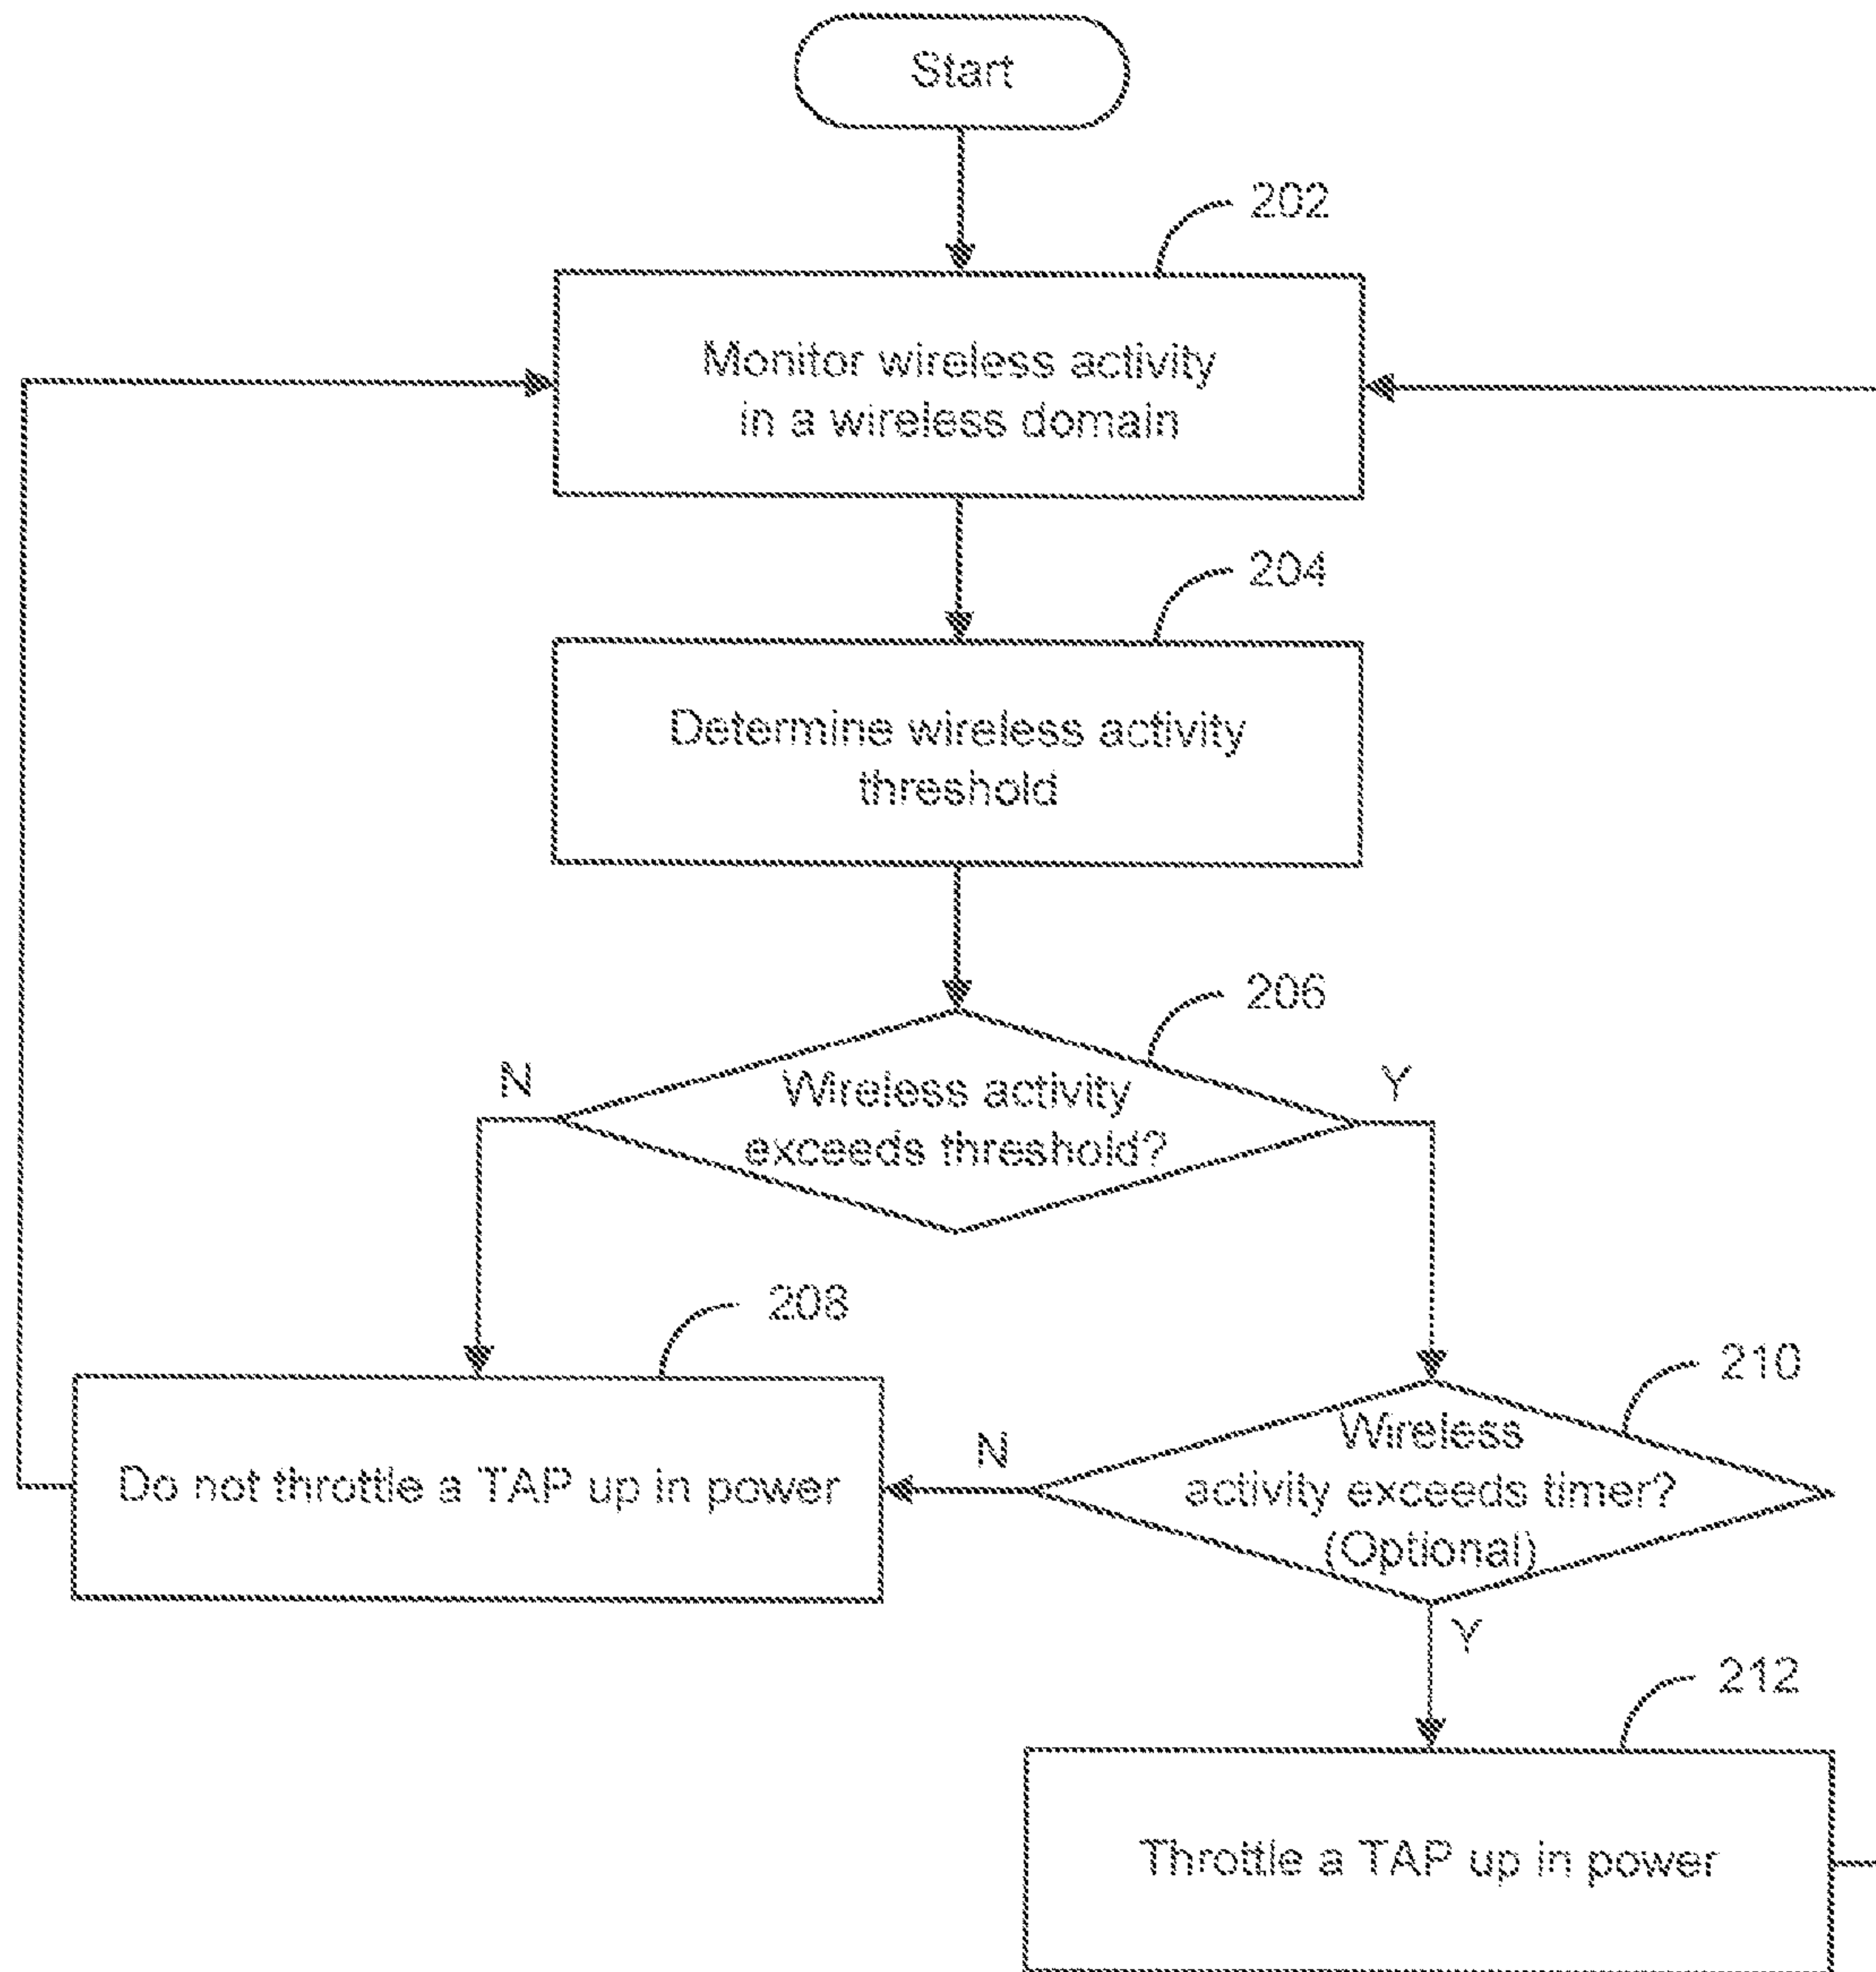 Start
202
Monitor wireless activity
in a wireless domain
204
Determine wireless activity
threshold
206
N
Y
Wireless activity
exceeds threshold?
208
210
Do not throttle a TAP up in power
N
Wireless
activity exceeds timer?
(Optional)
Y
212
Throttle a TAP up in power